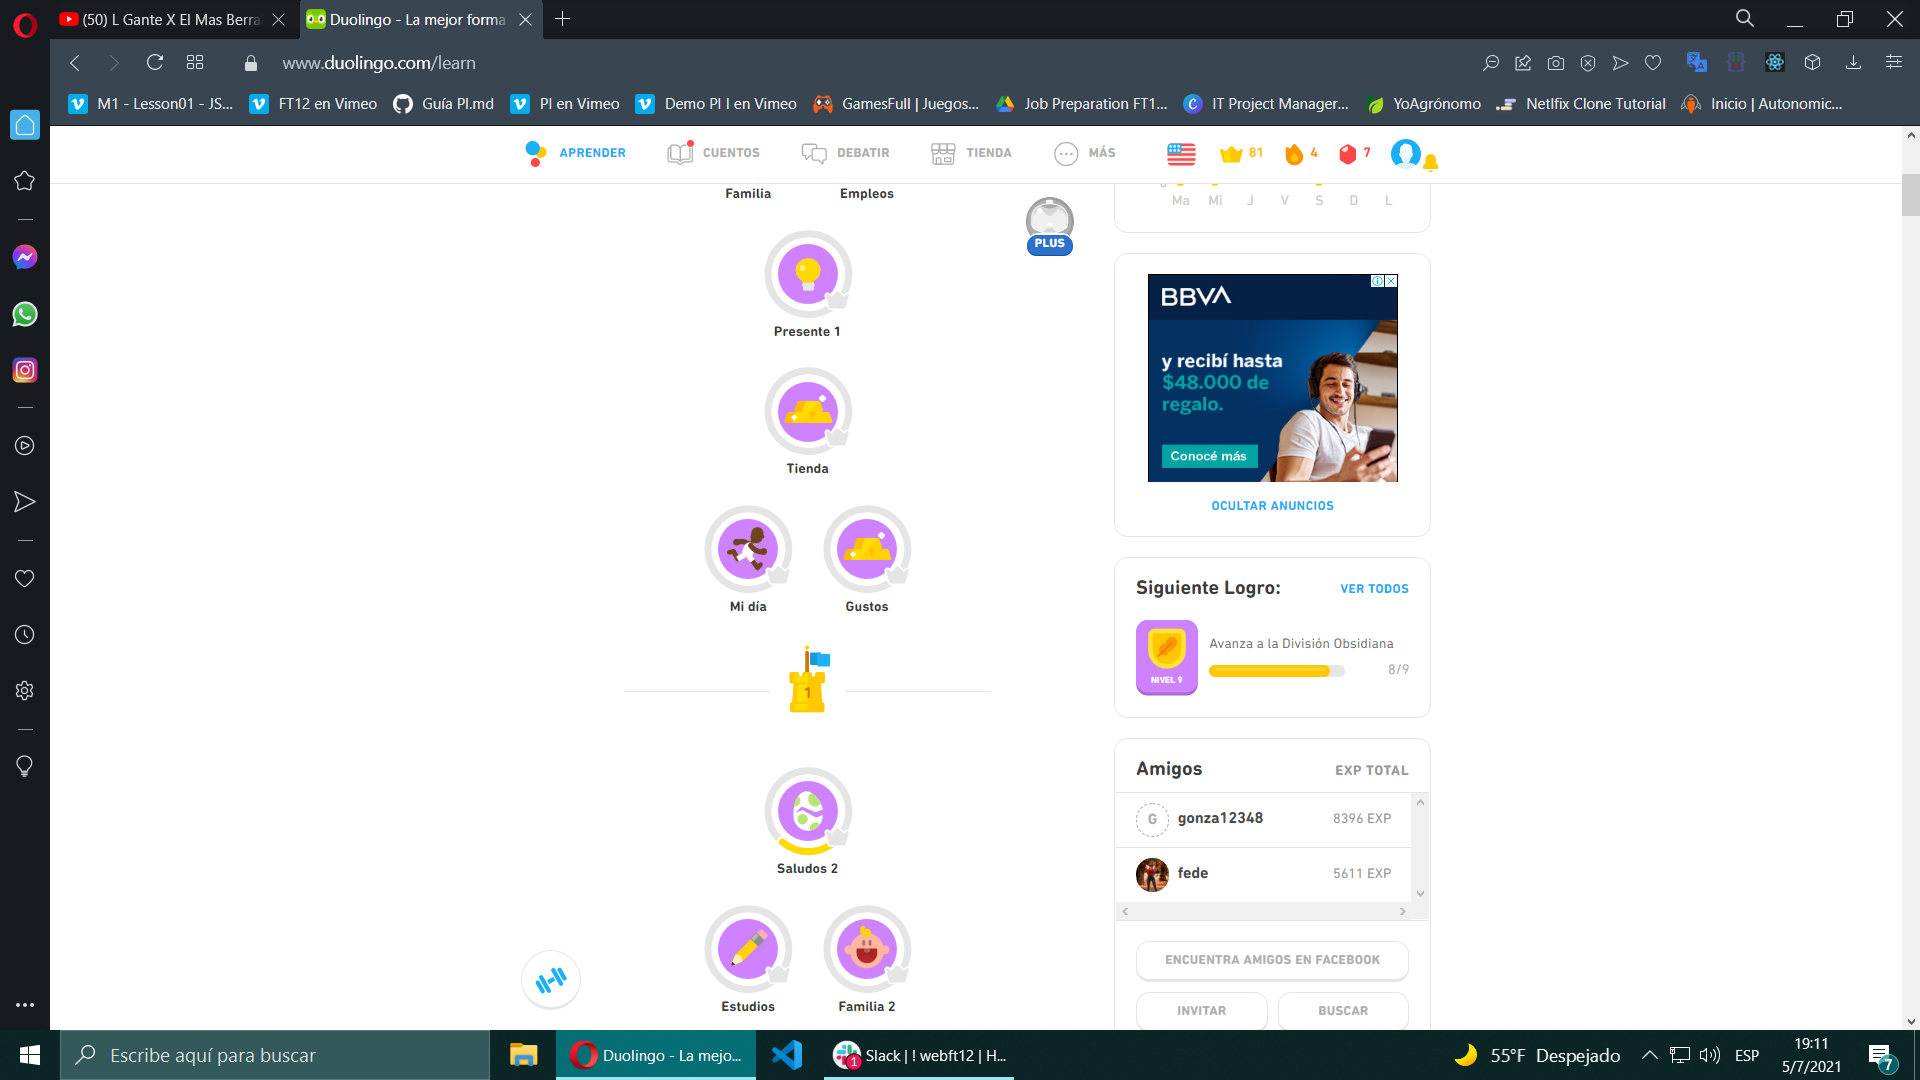 (50) L Gante X El Mas Berra
Duolingo - La mejor forma
www.duolingo.com/learn
M1 - Lesson01 - JS...
FT12 en Vimeo
Guía PI.md
PI en Vimeo
Demo PI I en Vimeo
GamesFull | Juegos...
Job Preparation FT1...
IT Project Manager...
YoAgrónomo
Netlfix Clone Tutorial
Inicio | Autonomic...
APRENDER
CUENTOS
DEBATIR
TIENDA
MÁS
81
4
7
Familia
Empleos
PLUS
Presente 1
Tienda
Mi día
Gustos
1
Saludos 2
Estudios
Familia 2
Ma Mi J V S D L
BBVA
y recibí hasta
$48.000 de
regalo.
Conocé más
OCULTAR ANUNCIOS
Siguiente Logro:
VER TODOS
Avanza a la División Obsidiana
NIVEL 9
8/9
Amigos
EXP TOTAL
G
gonza12348
8396 EXP
fede
5611 EXP
ENCUENTRA AMIGOS EN FACEBOOK
INVITAR
BUSCAR
Escribe aquí para buscar
Duolingo - La mejo...
1
Slack | ! webft12 | H...
55°F Despejado
ESP
19:11
5/7/2021
7